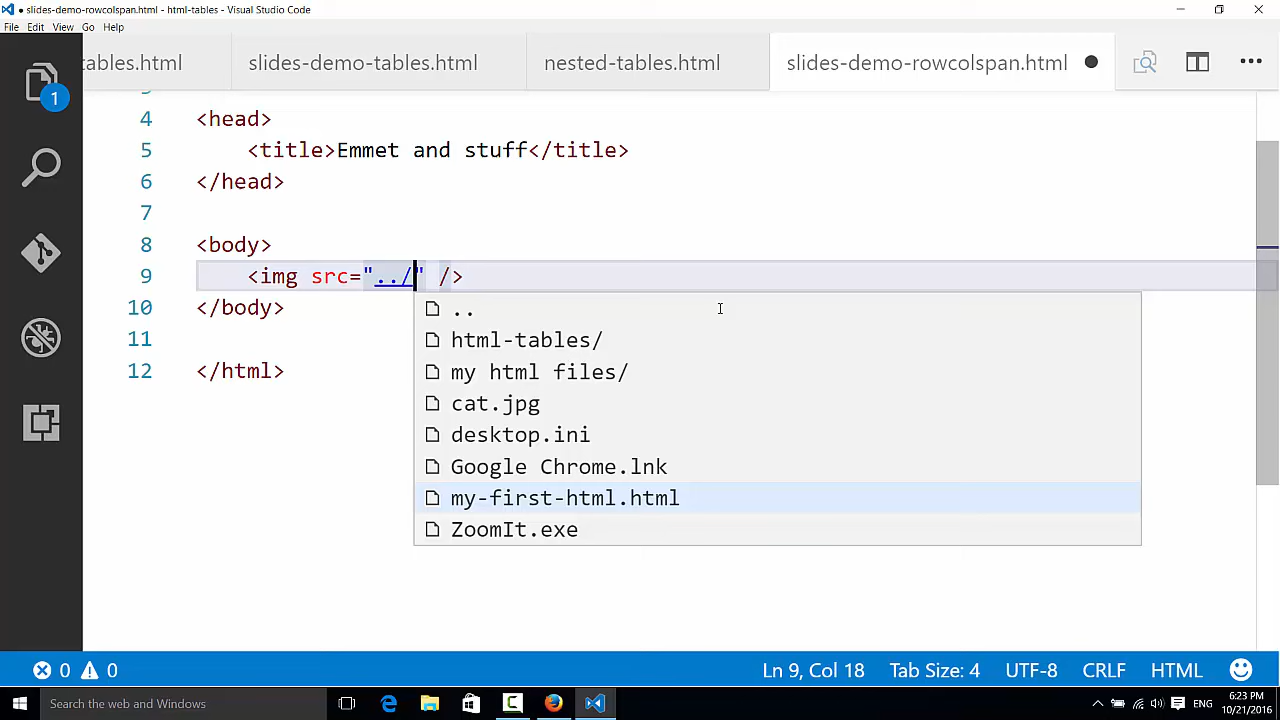 slides-demo-rowcolspan.html - html-tables - Visual Studio Code
File Edit View Go Help
tables.html slides-demo-tables.html nested-tables.html slides-demo-rowcolspan.html
1
4 <head>
5 <title>Emmet and stuff</title>
6 </head>
7
8 <body>
9 <img src="../" />
10 </body>
11
12 </html>
..
html-tables/
my html files/
cat.jpg
desktop.ini
Google Chrome.lnk
my-first-html.html
ZoomIt.exe
0 0 Ln 9, Col 18 Tab Size: 4 UTF-8 CRLF HTML
Search the web and Windows
ENG
6:23 PM
10/21/2016